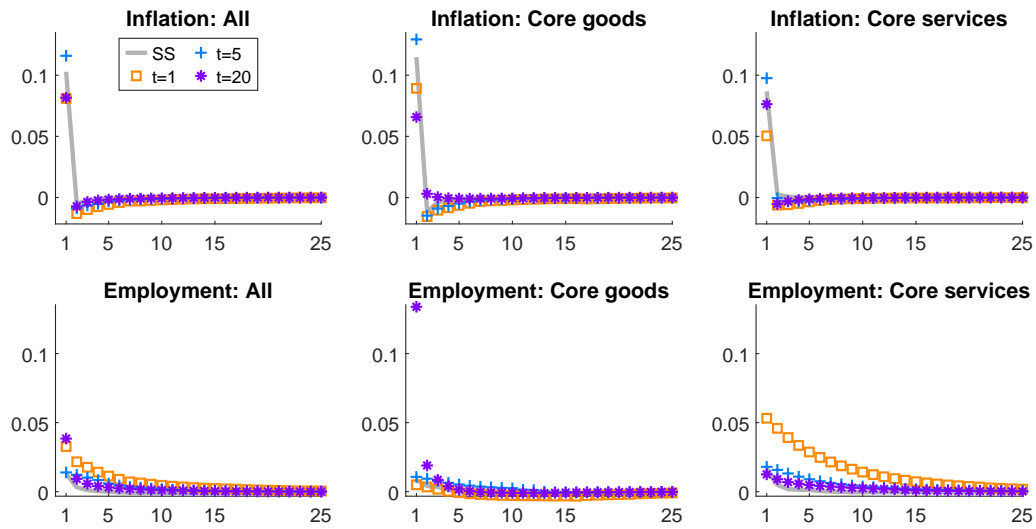 Inflation: All
0.1
0.05
0
SS
t=1
t=5
t=20
1 5 10 15 25
Inflation: Core goods
0.1
0.05
0
1 5 10 15 25
Inflation: Core services
0.1
0.05
0
1 5 10 15 25
Employment: All
0.1
0.05
0
1 5 10 15 25
Employment: Core goods
0.1
0.05
0
1 5 10 15 25
Employment: Core services
0.1
0.05
0
1 5 10 15 25